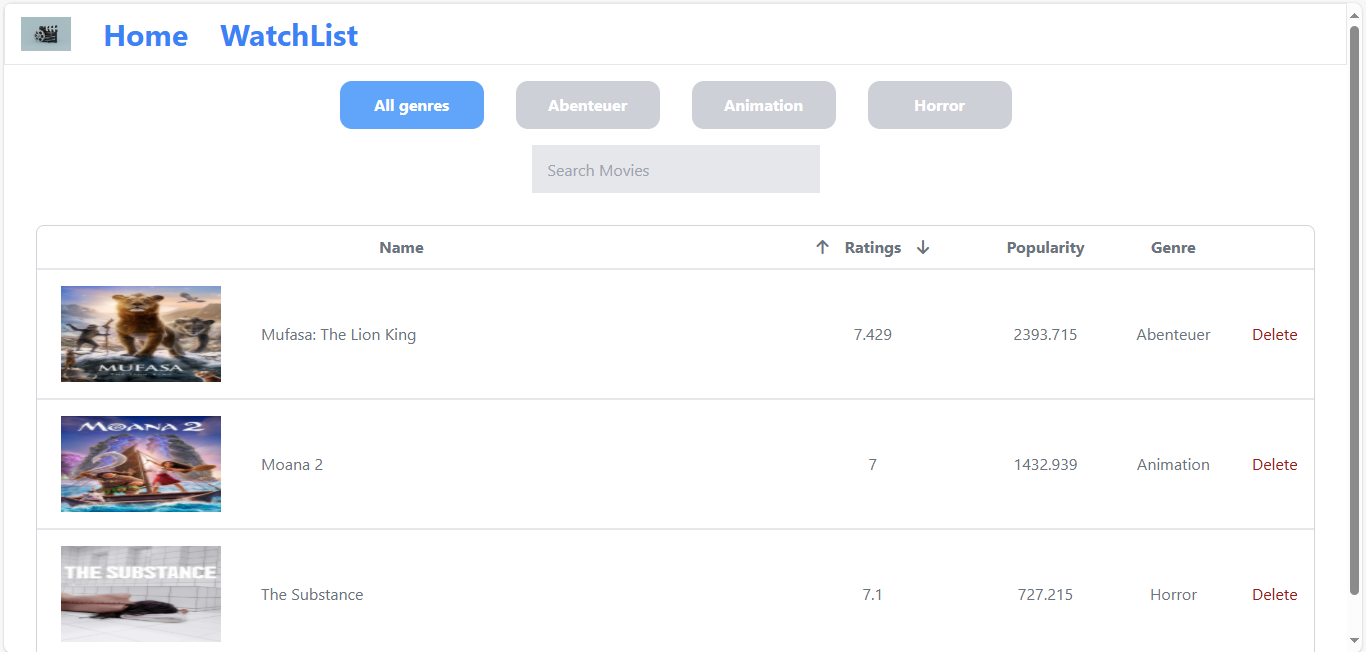 Home WatchList
All genres Abenteuer Animation Horror
Search Movies
Name Ratings Popularity Genre
MUFASA
Mufasa: The Lion King 7.429 2393.715 Abenteuer Delete
MOANA 2
Moana 2 7 1432.939 Animation Delete
THE SUBSTANCE
The Substance 7.1 727.215 Horror Delete